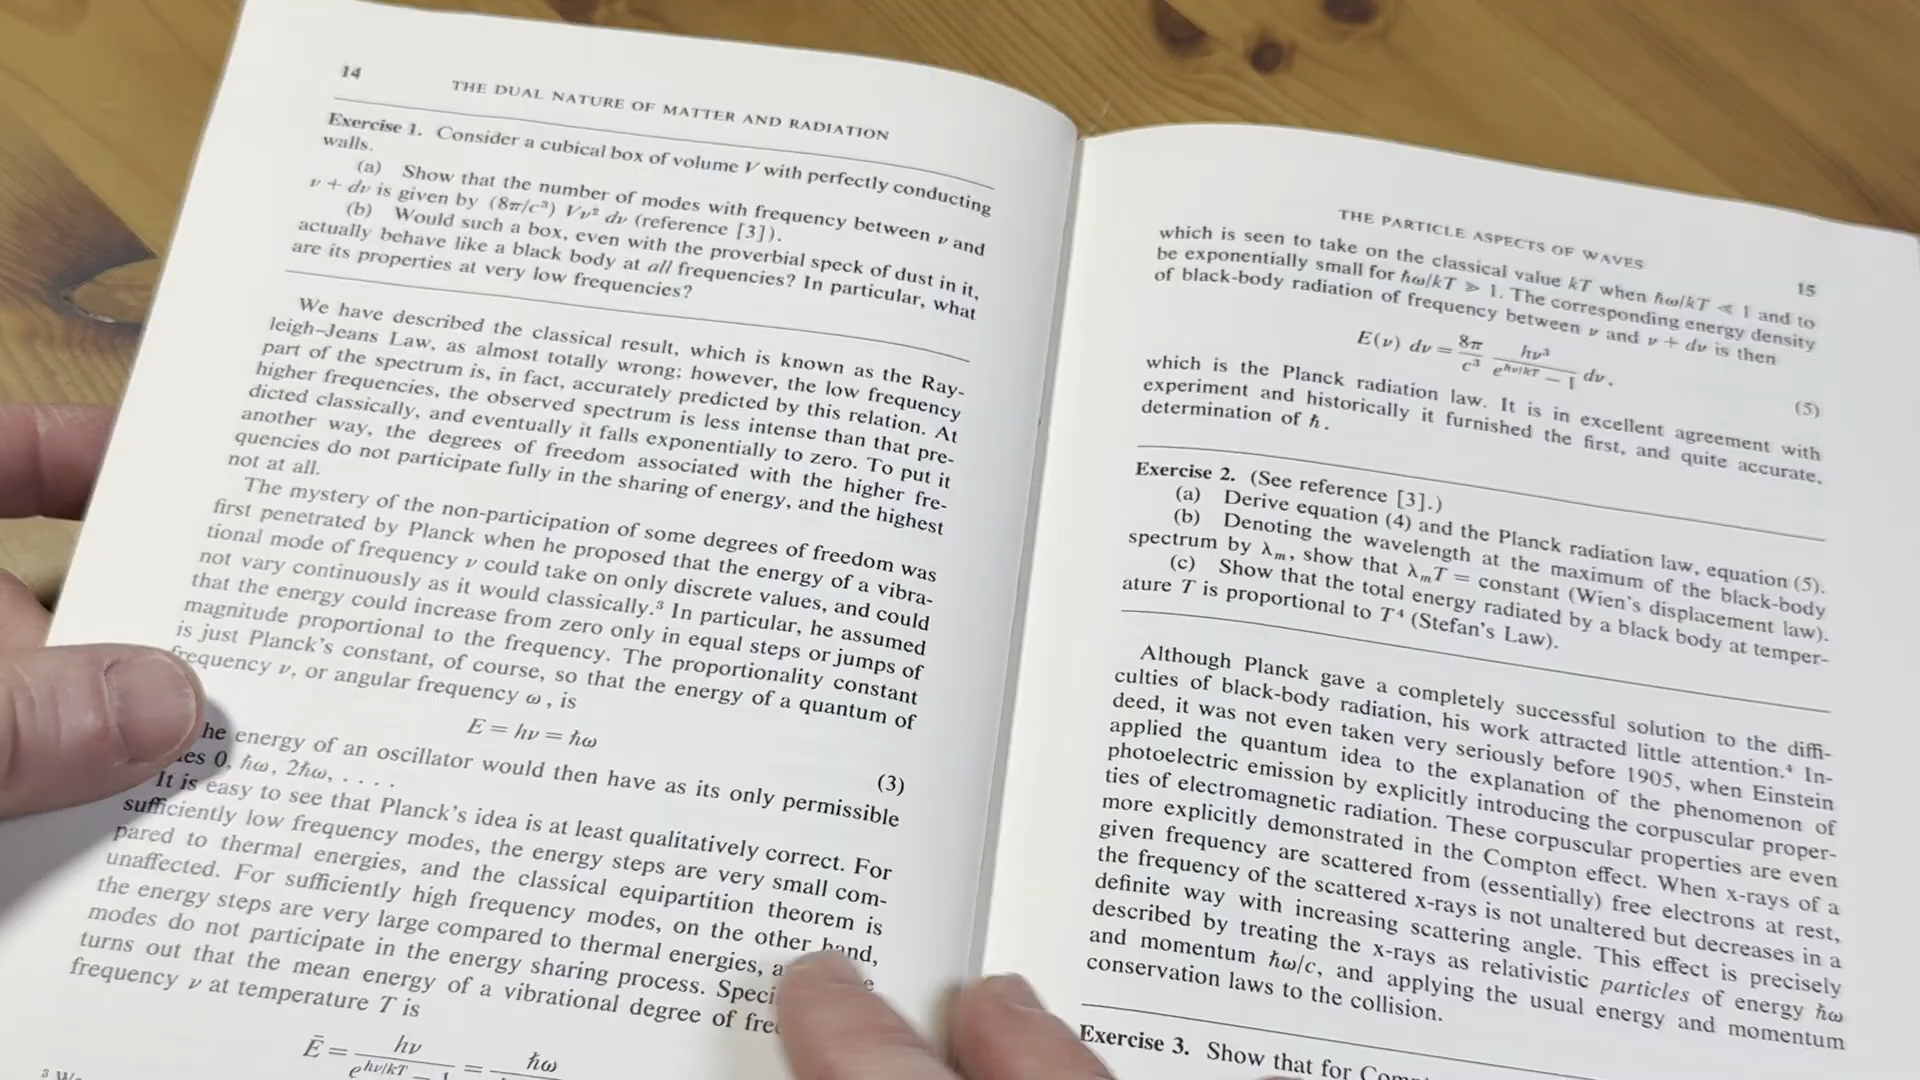 14
THE DUAL NATURE OF MATTER AND RADIATION
Exercise 1. Consider a cubical box of volume V with perfectly conducting
walls.
(a) Show that the number of modes with frequency between ν and
ν + dν is given by (8π/c³) Vν² dν (reference [3]).
(b) Would such a box, even with the proverbial speck of dust in it,
actually behave like a black body at all frequencies? In particular, what
are its properties at very low frequencies?
We have described the classical result, which is known as the Ray-
leigh–Jeans Law, as almost totally wrong; however, the low frequency
part of the spectrum is, in fact, accurately predicted by this relation. At
higher frequencies, the observed spectrum is less intense than that pre-
dicted classically, and eventually it falls exponentially to zero. To put it
another way, the degrees of freedom associated with the higher fre-
quencies do not participate fully in the sharing of energy, and the highest
not at all.
The mystery of the non-participation of some degrees of freedom was
first penetrated by Planck when he proposed that the energy of a vibra-
tional mode of frequency ν could take on only discrete values, and could
not vary continuously as it would classically.³ In particular, he assumed
that the energy could increase from zero only in equal steps or jumps of
magnitude proportional to the frequency. The proportionality constant
is just Planck's constant, of course, so that the energy of a quantum of
frequency ν, or angular frequency ω, is
E = hν = ħω
(3)
he energy of an oscillator would then have as its only permissible
es 0, ħω, 2ħω, . . . .
It is easy to see that Planck's idea is at least qualitatively correct. For
sufficiently low frequency modes, the energy steps are very small com-
pared to thermal energies, and the classical equipartition theorem is
unaffected. For sufficiently high frequency modes, on the other hand,
the energy steps are very large compared to thermal energies, a
modes do not participate in the energy sharing process. Speci e
turns out that the mean energy of a vibrational degree of fre
frequency ν at temperature T is
Ē = hν / e^hν/kT − 1 = ħω
3
THE PARTICLE ASPECTS OF WAVES
15
which is seen to take on the classical value kT when ħω/kT ≪ 1 and to
be exponentially small for ħω/kT ≫ 1. The corresponding energy density
of black-body radiation of frequency between ν and ν + dν is then
E(ν) dν = 8π/c³ hν³/(e^hν/kT − 1) dν.
(5)
which is the Planck radiation law. It is in excellent agreement with
experiment and historically it furnished the first, and quite accurate,
determination of ħ.
Exercise 2. (See reference [3].)
(a) Derive equation (4) and the Planck radiation law, equation (5).
(b) Denoting the wavelength at the maximum of the black-body
spectrum by λm, show that λmT = constant (Wien's displacement law).
(c) Show that the total energy radiated by a black body at temper-
ature T is proportional to T⁴ (Stefan's Law).
Although Planck gave a completely successful solution to the diffi-
culties of black-body radiation, his work attracted little attention.⁴ In-
deed, it was not even taken very seriously before 1905, when Einstein
applied the quantum idea to the explanation of the phenomenon of
photoelectric emission by explicitly introducing the corpuscular proper-
ties of electromagnetic radiation. These corpuscular properties are even
more explicitly demonstrated in the Compton effect. When x-rays of a
given frequency are scattered from (essentially) free electrons at rest,
the frequency of the scattered x-rays is not unaltered but decreases in a
definite way with increasing scattering angle. This effect is precisely
described by treating the x-rays as relativistic particles of energy ħω
and momentum ħω/c, and applying the usual energy and momentum
conservation laws to the collision.
Exercise 3. Show that for